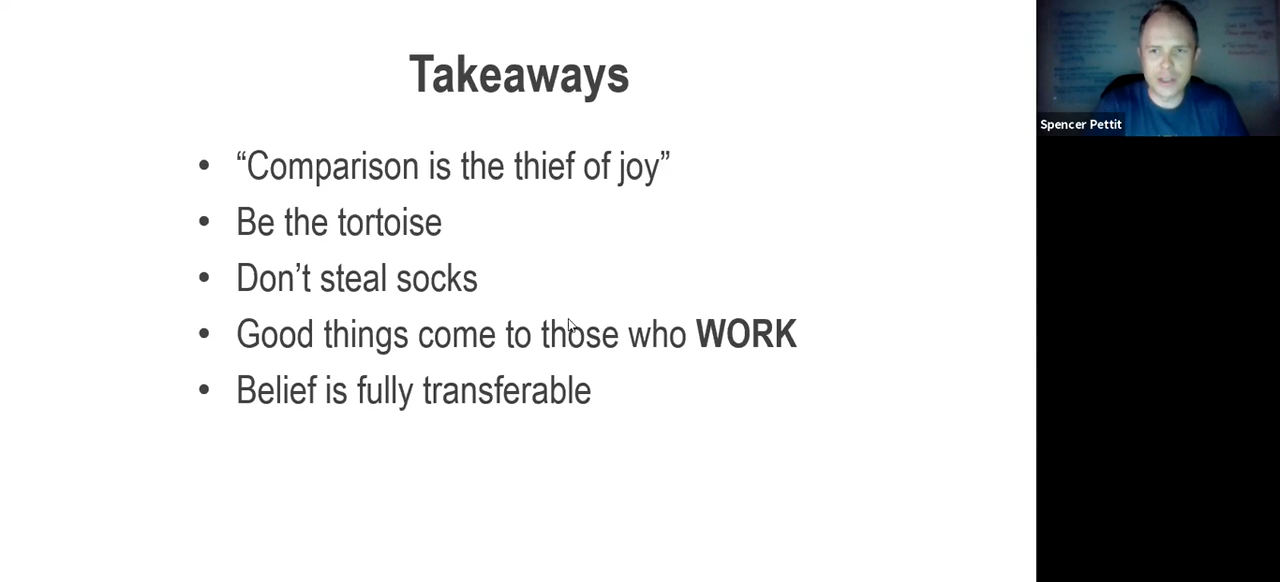 Takeaways
• “Comparison is the thief of joy”
• Be the tortoise
• Don’t steal socks
• Good things come to those who WORK
• Belief is fully transferable
Spencer Pettit